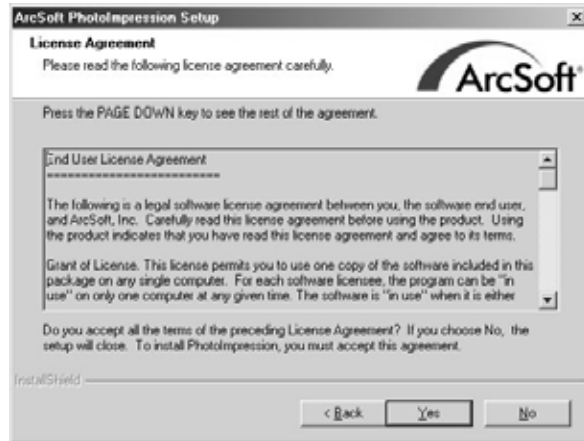 ArcSoft PhotoImpression Setup
License Agreement
Please read the following license agreement carefully.
ArcSoft
Press the PAGE DOWN key to see the rest of the agreement.
End User License Agreement
==========================
The following is a legal software license agreement between you, the software end user,
and ArcSoft, Inc.  Carefully read this license agreement before using the product.  Using
the product indicates that you have read this license agreement and agree to its terms.
Grant of License. This license permits you to use one copy of the software included in this
package on any single computer.  For each software licensee, the program can be "in
use" on only one computer at any given time. The software is "in use" when it is either
Do you accept all the terms of the preceding License Agreement?  If you choose No,  the
setup will close.  To install PhotoImpression, you must accept this agreement.
InstallShield
< Back
Yes
No